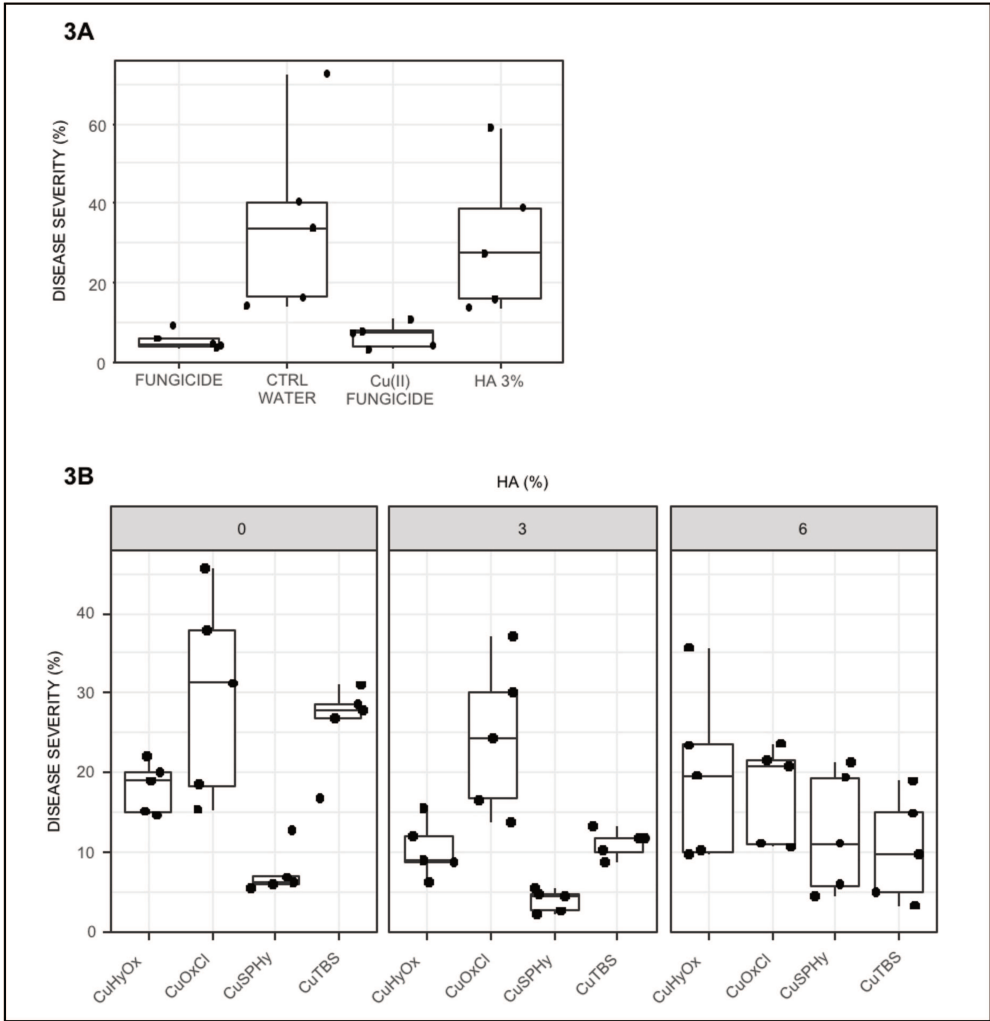 3A
DISEASE SEVERITY (%)
60
40
20
0
FUNGICIDE
CTRL
WATER
Cu(II)
FUNGICIDE
HA 3%
3B
HA (%)
0
3
6
DISEASE SEVERITY (%)
40
30
20
10
0
CuHyOx
CuOxCl
CuSPHy
CuTBS
CuHyOx
CuOxCl
CuSPHy
CuTBS
CuHyOx
CuOxCl
CuSPHy
CuTBS